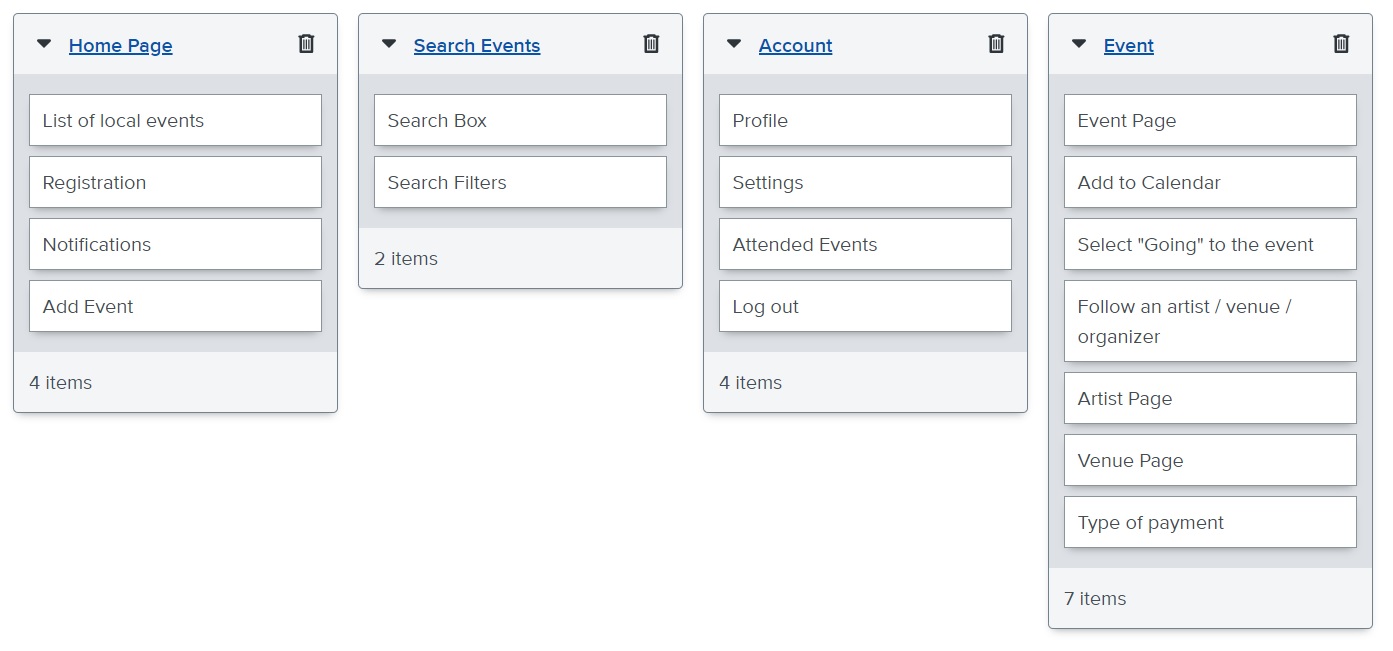 Home Page
List of local events
Registration
Notifications
Add Event
4 items
Search Events
Search Box
Search Filters
2 items
Account
Profile
Settings
Attended Events
Log out
4 items
Event
Event Page
Add to Calendar
Select "Going" to the event
Follow an artist / venue /
organizer
Artist Page
Venue Page
Type of payment
7 items